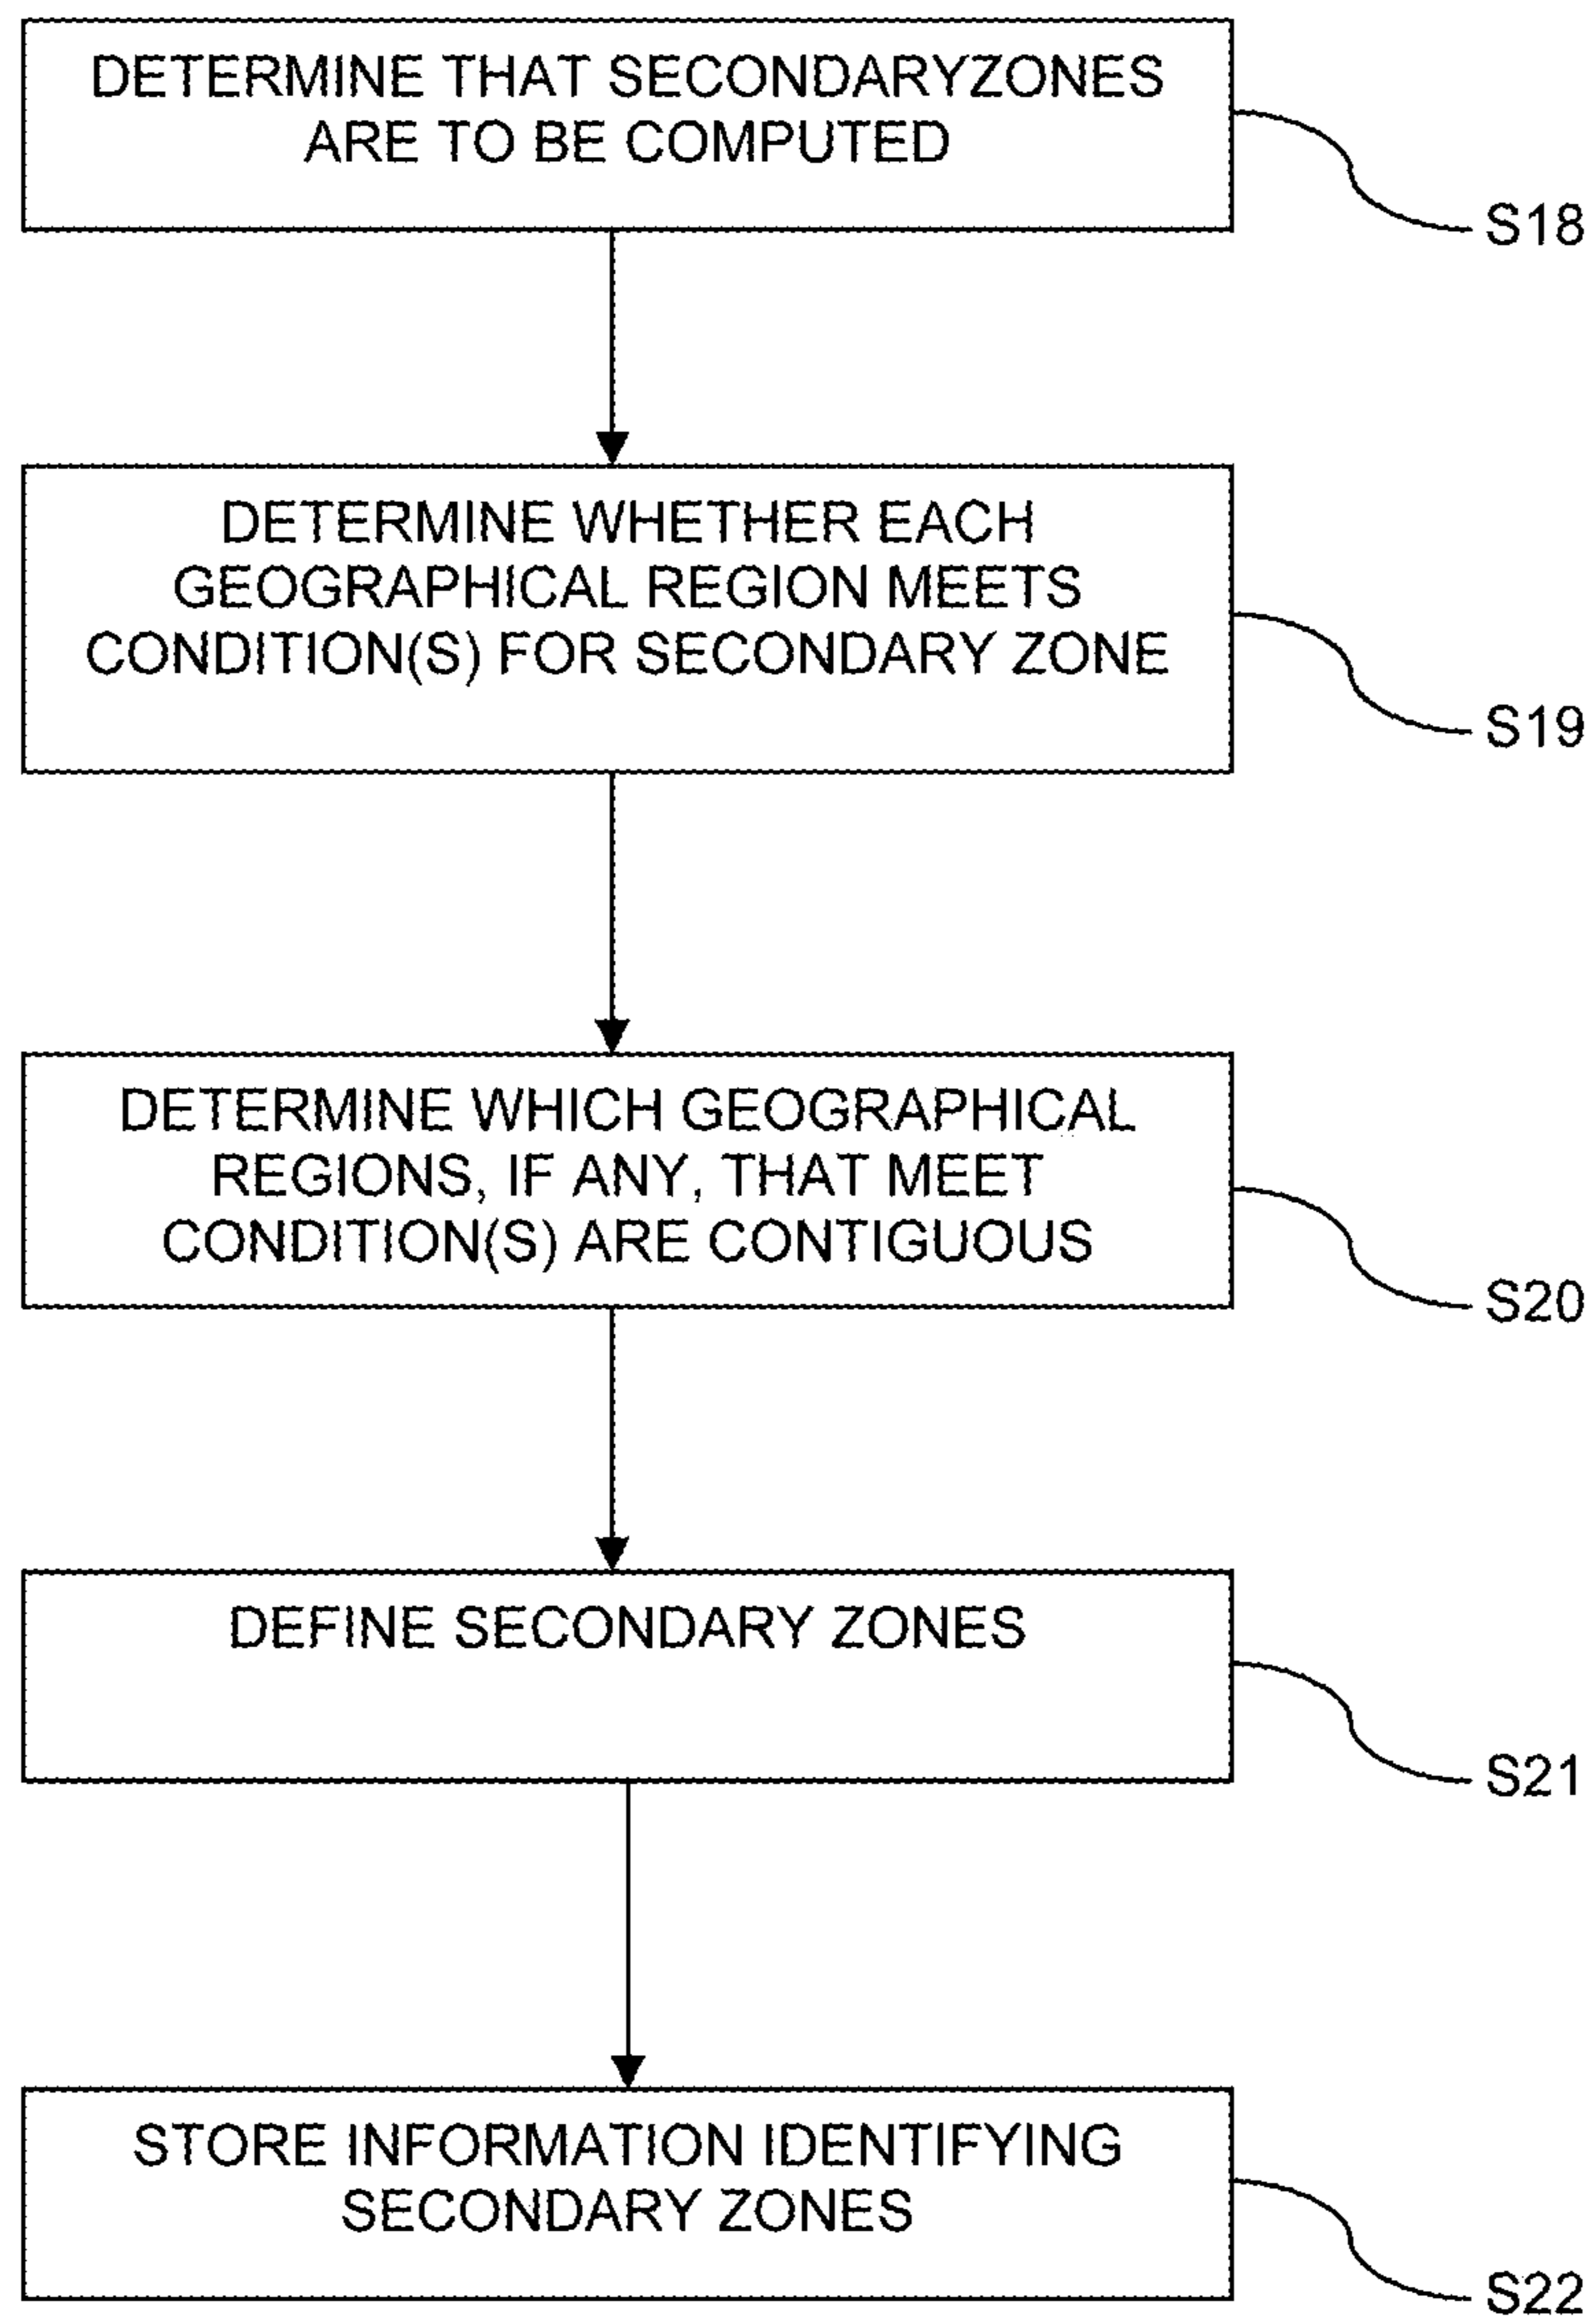 DETERMINE THAT SECONDARYZONES
ARE TO BE COMPUTED
S18
DETERMINE WHETHER EACH
GEOGRAPHICAL REGION MEETS
CONDITION(S) FOR SECONDARY ZONE
S19
DETERMINE WHICH GEOGRAPHICAL
REGIONS, IF ANY, THAT MEET
CONDITION(S) ARE CONTIGUOUS
S20
DEFINE SECONDARY ZONES
S21
STORE INFORMATION IDENTIFYING
SECONDARY ZONES
S22